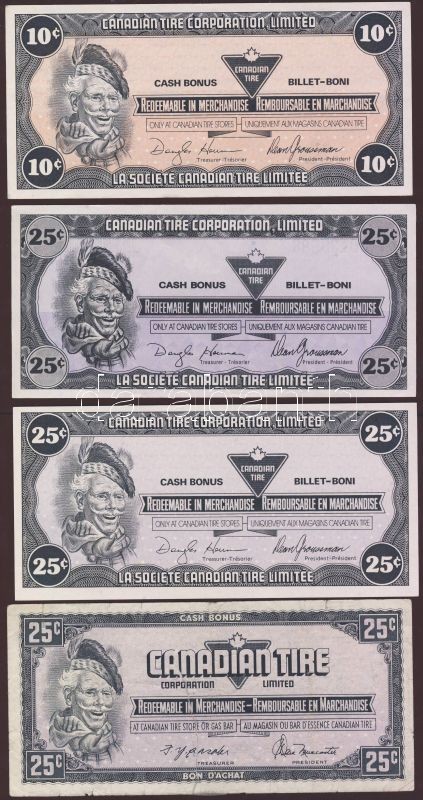 CANADIAN TIRE CORPORATION, LIMITED
10¢ 10¢
CANADIAN TIRE
CASH BONUS BILLET-BONI
REDEEMABLE IN MERCHANDISE REMBOURSABLE EN MARCHANDISE
ONLY AT CANADIAN TIRE STORES UNIQUEMENT AUX MAGASINS CANADIAN TIRE
Treasurer-Trésorier President-Président
10¢ 10¢
LA SOCIÉTÉ CANADIAN TIRE LIMITÉE
CANADIAN TIRE CORPORATION, LIMITED
25¢ 25¢
CANADIAN TIRE
CASH BONUS BILLET-BONI
REDEEMABLE IN MERCHANDISE REMBOURSABLE EN MARCHANDISE
ONLY AT CANADIAN TIRE STORES UNIQUEMENT AUX MAGASINS CANADIAN TIRE
Treasurer-Trésorier President-Président
25¢ 25¢
LA SOCIÉTÉ CANADIAN TIRE LIMITÉE
CANADIAN TIRE CORPORATION, LIMITED
25¢ 25¢
CANADIAN TIRE
CASH BONUS BILLET-BONI
REDEEMABLE IN MERCHANDISE REMBOURSABLE EN MARCHANDISE
ONLY AT CANADIAN TIRE STORES UNIQUEMENT AUX MAGASINS CANADIAN TIRE
Treasurer-Trésorier President-Président
25¢ 25¢
LA SOCIÉTÉ CANADIAN TIRE LIMITÉE
CASH BONUS
25¢ 25¢
CANADIAN TIRE
CORPORATION LIMITED
REDEEMABLE IN MERCHANDISE-REMBOURSABLE EN MARCHANDISE
AT CANADIAN TIRE STORE OR GAS BAR AU MAGASIN OU BAR D'ESSENCE CANADIAN TIRE
TREASURER PRESIDENT
25¢ 25¢
BON D'ACHAT